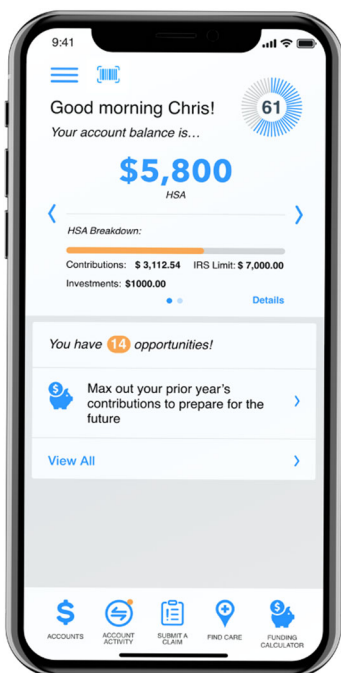 9:41
Good morning Chris!
61
Your account balance is...
$5,800
HSA
HSA Breakdown:
Contributions: $ 3,112.54 IRS Limit: $ 7,000.00
Investments: $1000.00
Details
You have 14 opportunities!
Max out your prior year's
contributions to prepare for the
future
View All
ACCOUNTS
ACCOUNT
ACTIVITY
SUBMIT A
CLAIM
FIND CARE
FUNDING
CALCULATOR